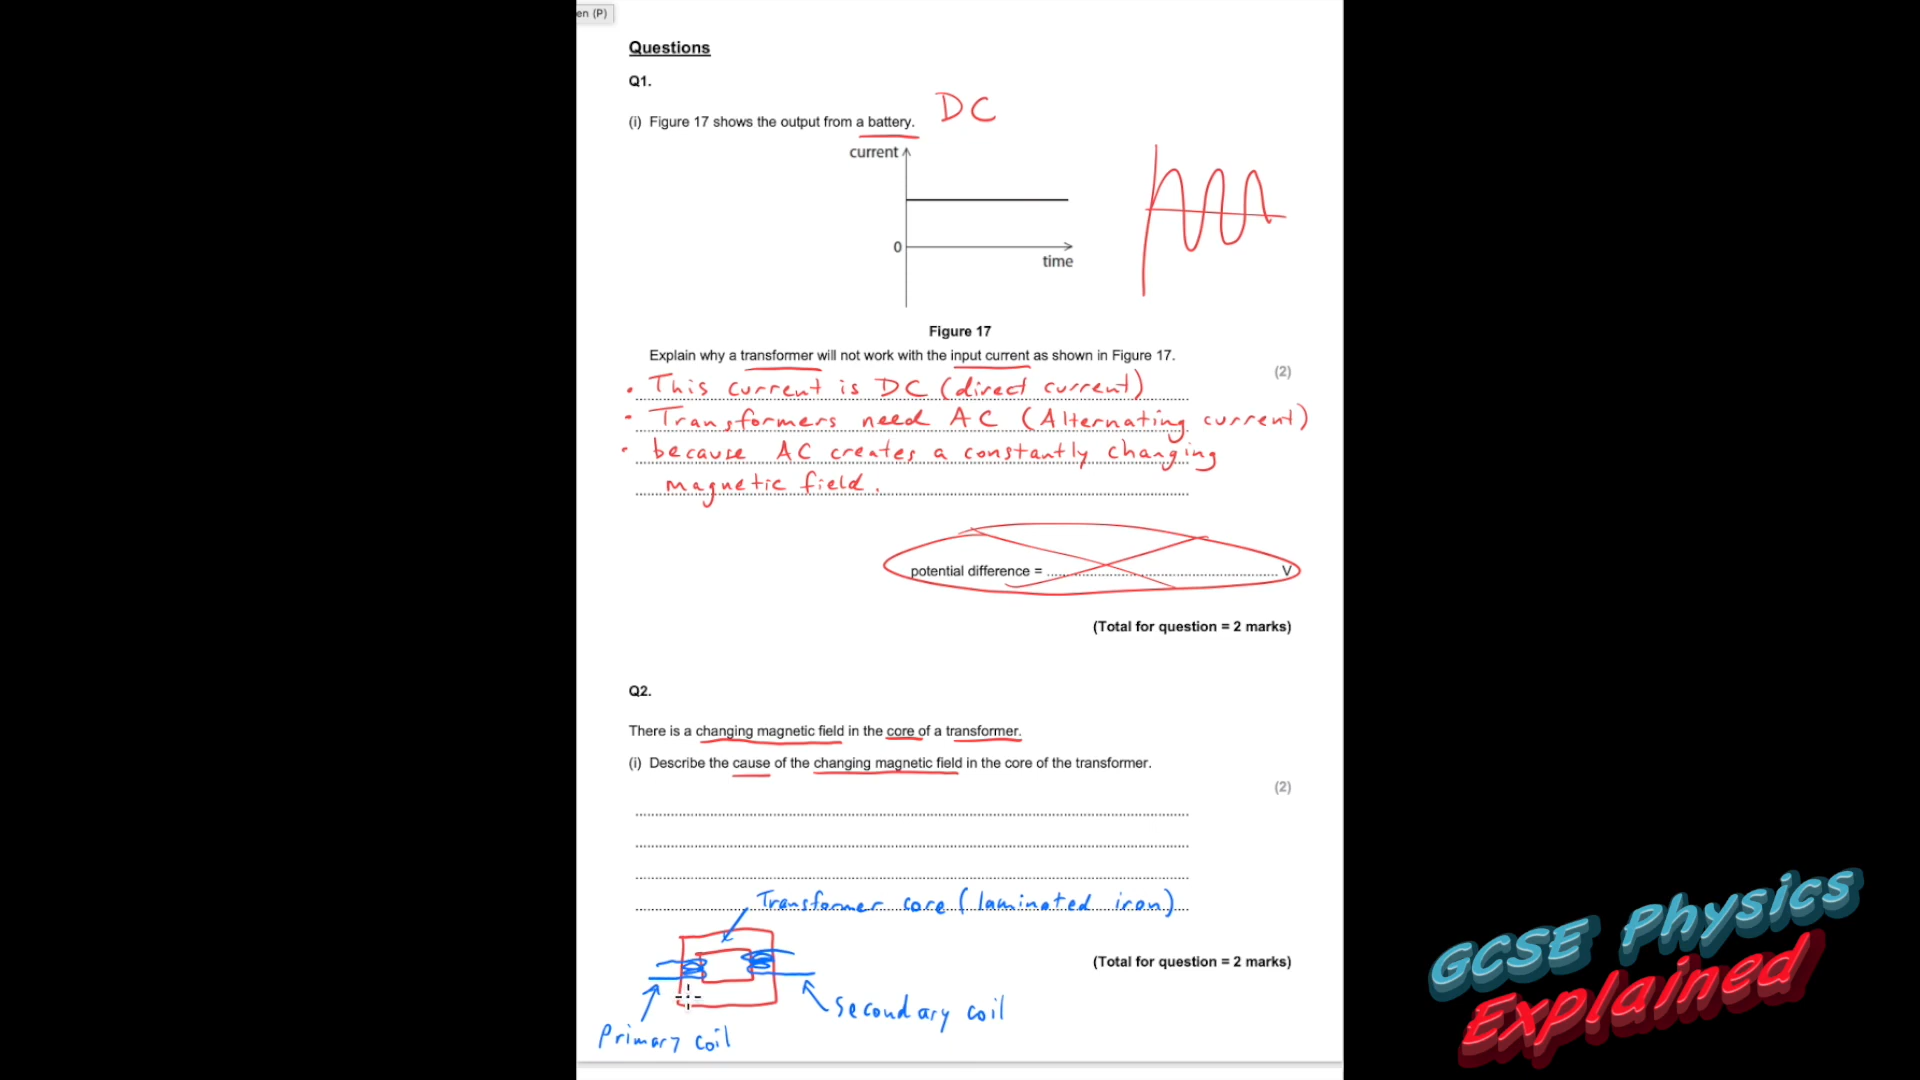 en (P)
Questions
Q1.
(i) Figure 17 shows the output from a battery.
DC
current
0
time
Figure 17
Explain why a transformer will not work with the input current as shown in Figure 17.
(2)
• This current is DC (direct current)
• Transformers need AC (Alternating current)
• because AC creates a constantly changing
magnetic field.
potential difference = .............................. V
(Total for question = 2 marks)
Q2.
There is a changing magnetic field in the core of a transformer.
(i) Describe the cause of the changing magnetic field in the core of the transformer.
(2)
Transformer core (laminated iron)
(Total for question = 2 marks)
Secondary coil
Primary coil
GCSE Physics
Explained